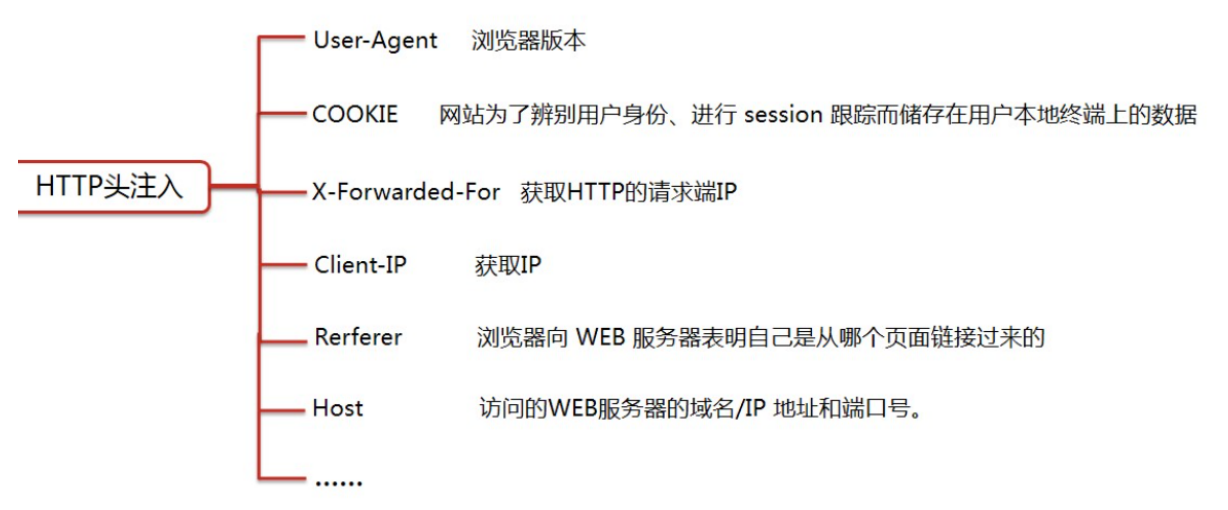 User-Agent 浏览器版本
COOKIE 网站为了辨别用户身份、进行 session 跟踪而储存在用户本地终端上的数据
HTTP头注入
X-Forwarded-For 获取HTTP的请求端IP
Client-IP 获取IP
Rerferer 浏览器向 WEB 服务器表明自己是从哪个页面链接过来的
Host 访问的WEB服务器的域名/IP 地址和端口号。
······